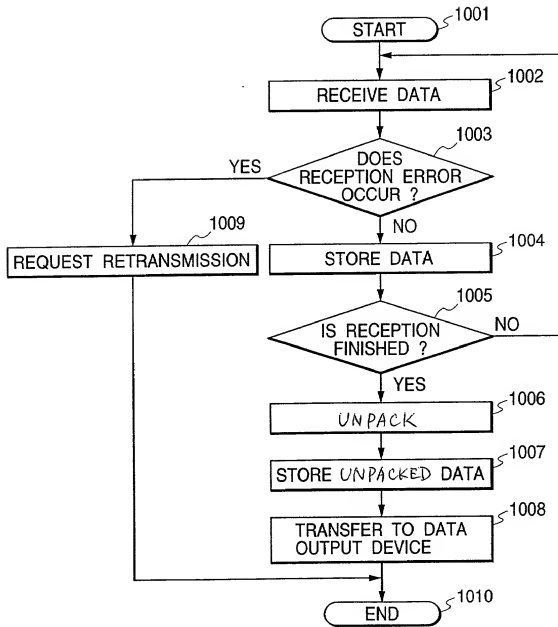 1001
START
1002
RECEIVE DATA
1003
DOES
RECEPTION ERROR
OCCUR ?
YES
NO
1009
REQUEST RETRANSMISSION
1004
STORE DATA
1005
IS RECEPTION
FINISHED ?
NO
YES
1006
UNPACK
1007
STORE UNPACKED DATA
1008
TRANSFER TO DATA
OUTPUT DEVICE
1010
END